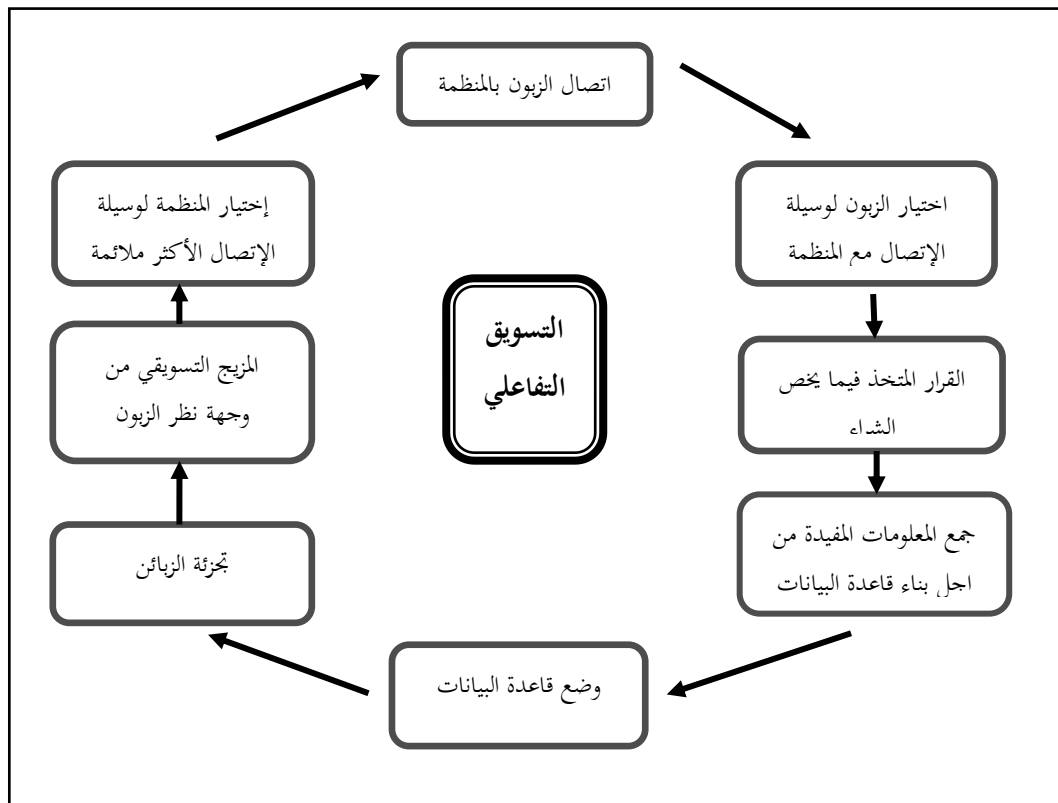 اتصال الزبون بالمنظمة
اختيار الزبون لوسيلة
الإتصال مع المنظمة
القرار المتخذ فيما يخص
الشراء
جمع المعلومات المفيدة من
اجل بناء قاعدة البيانات
وضع قاعدة البيانات
تجزئة الزبائن
المزيج التسويقي من
وجهة نظر الزبون
إختيار المنظمة لوسيلة
الإتصال الأكثر ملائمة
التسويق
التفاعلي